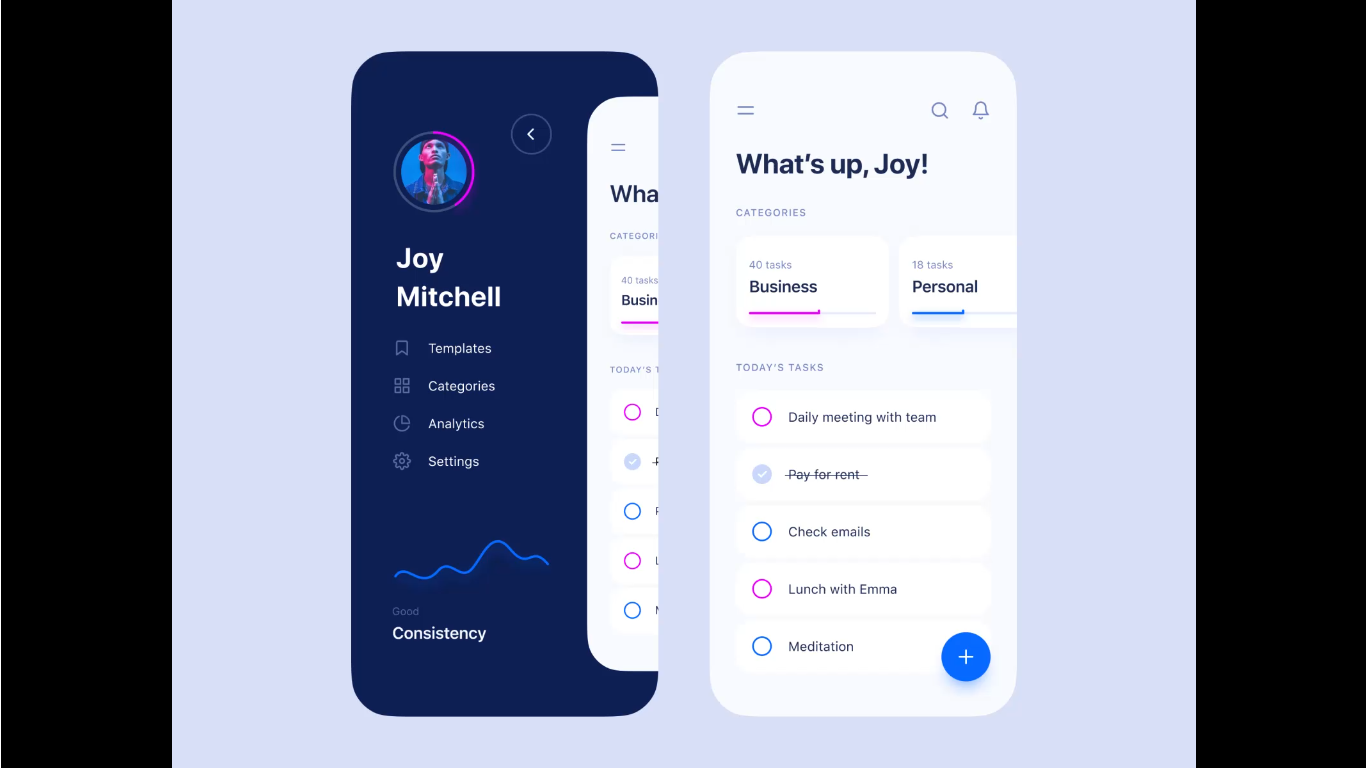 Joy
Mitchell
Templates
Categories
Analytics
Settings
Good
Consistency
Wha
CATEGORI
40 tasks
Busin
TODAY'S T
What's up, Joy!
CATEGORIES
40 tasks
Business
18 tasks
Personal
TODAY'S TASKS
Daily meeting with team
Pay for rent
Check emails
Lunch with Emma
Meditation